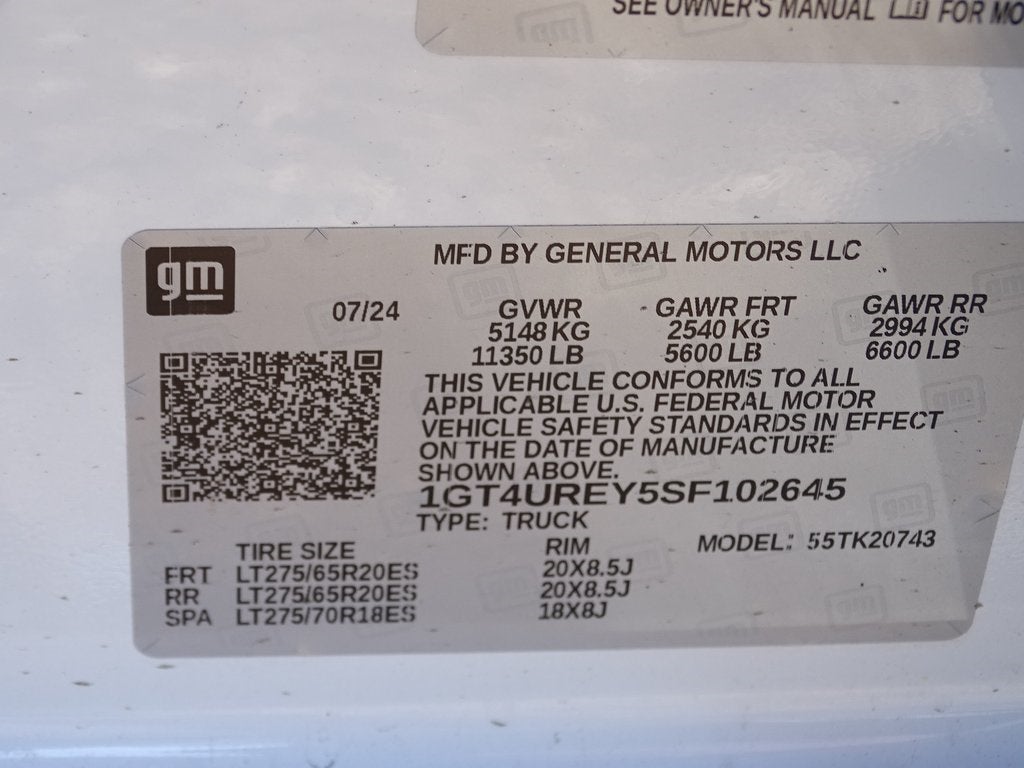 SEE OWNER'S MANUAL FOR MO
gm
MFD BY GENERAL MOTORS LLC
07/24 GVWR GAWR FRT GAWR RR
5148 KG 2540 KG 2994 KG
11350 LB 5600 LB 6600 LB
THIS VEHICLE CONFORMS TO ALL
APPLICABLE U.S. FEDERAL MOTOR
VEHICLE SAFETY STANDARDS IN EFFECT
ON THE DATE OF MANUFACTURE
SHOWN ABOVE.
1GT4UREY5SF102645
TYPE: TRUCK
TIRE SIZE RIM MODEL: 55TK20743
FRT LT275/65R20ES 20X8.5J
RR LT275/65R20ES 20X8.5J
SPA LT275/70R18ES 18X8J